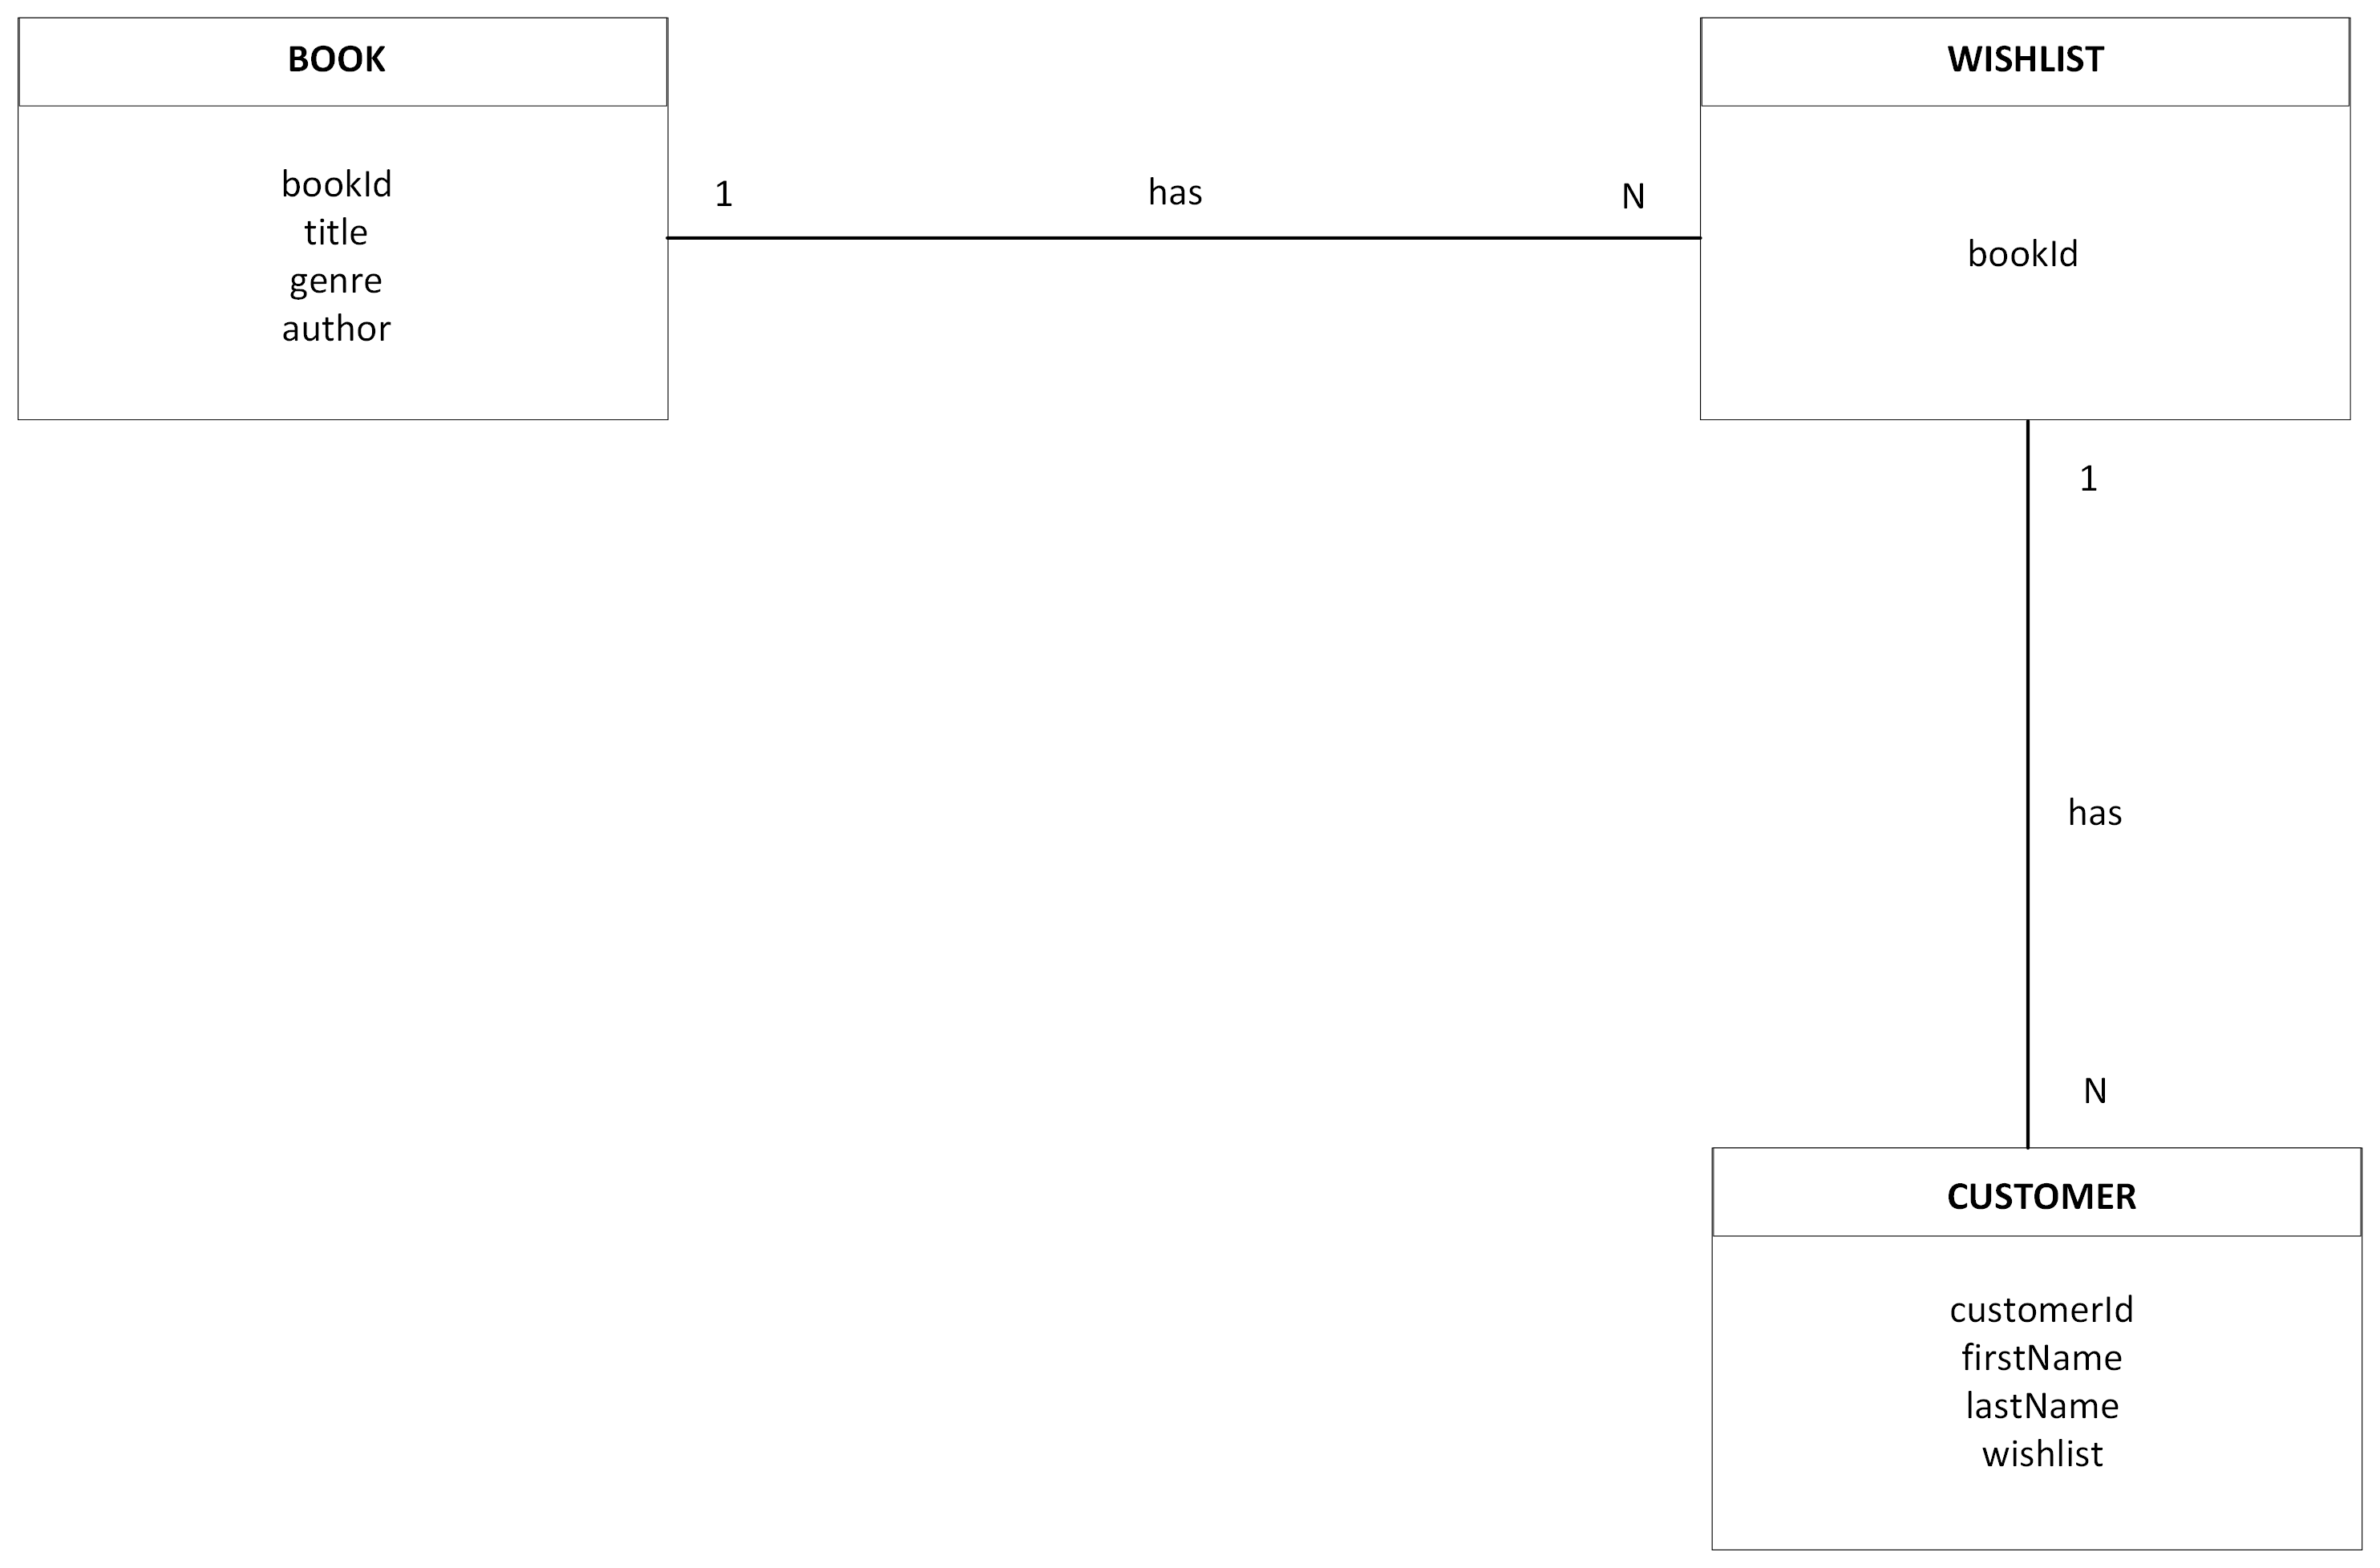 BOOK
bookId
title
genre
author
1
has
N
WISHLIST
bookId
1
has
N
CUSTOMER
customerId
firstName
lastName
wishlist